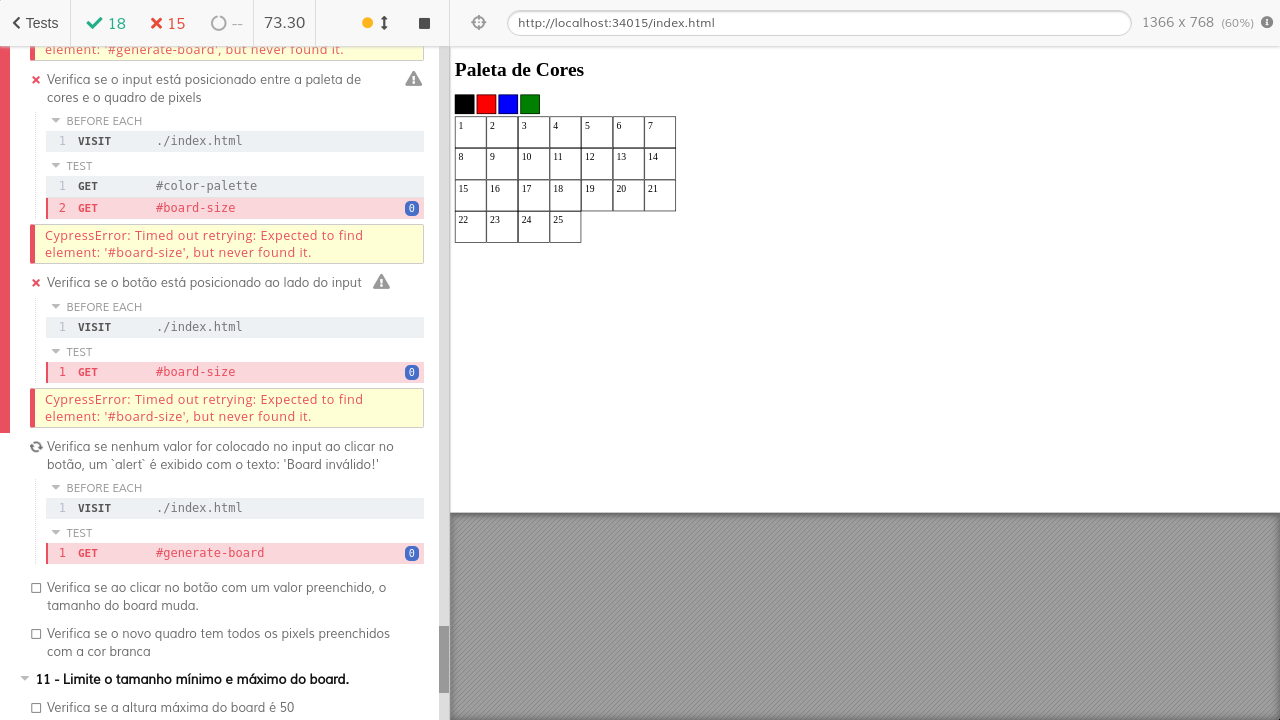 Tests 18 15 -- 73.30
http://localhost:34015/index.html 1366 x 768 (60%)
element: '#generate-board', but never found it.
Verifica se o input está posicionado entre a paleta de
cores e o quadro de pixels
BEFORE EACH
1 VISIT ./index.html
TEST
1 GET #color-palette
2 GET #board-size 0
CypressError: Timed out retrying: Expected to find
element: '#board-size', but never found it.
Verifica se o botão está posicionado ao lado do input
BEFORE EACH
1 VISIT ./index.html
TEST
1 GET #board-size 0
CypressError: Timed out retrying: Expected to find
element: '#board-size', but never found it.
Verifica se nenhum valor for colocado no input ao clicar no
botão, um `alert` é exibido com o texto: 'Board inválido!'
BEFORE EACH
1 VISIT ./index.html
TEST
1 GET #generate-board 0
Verifica se ao clicar no botão com um valor preenchido, o
tamanho do board muda.
Verifica se o novo quadro tem todos os pixels preenchidos
com a cor branca
11 - Limite o tamanho mínimo e máximo do board.
Verifica se a altura máxima do board é 50
Paleta de Cores
1 2 3 4 5 6 7
8 9 10 11 12 13 14
15 16 17 18 19 20 21
22 23 24 25